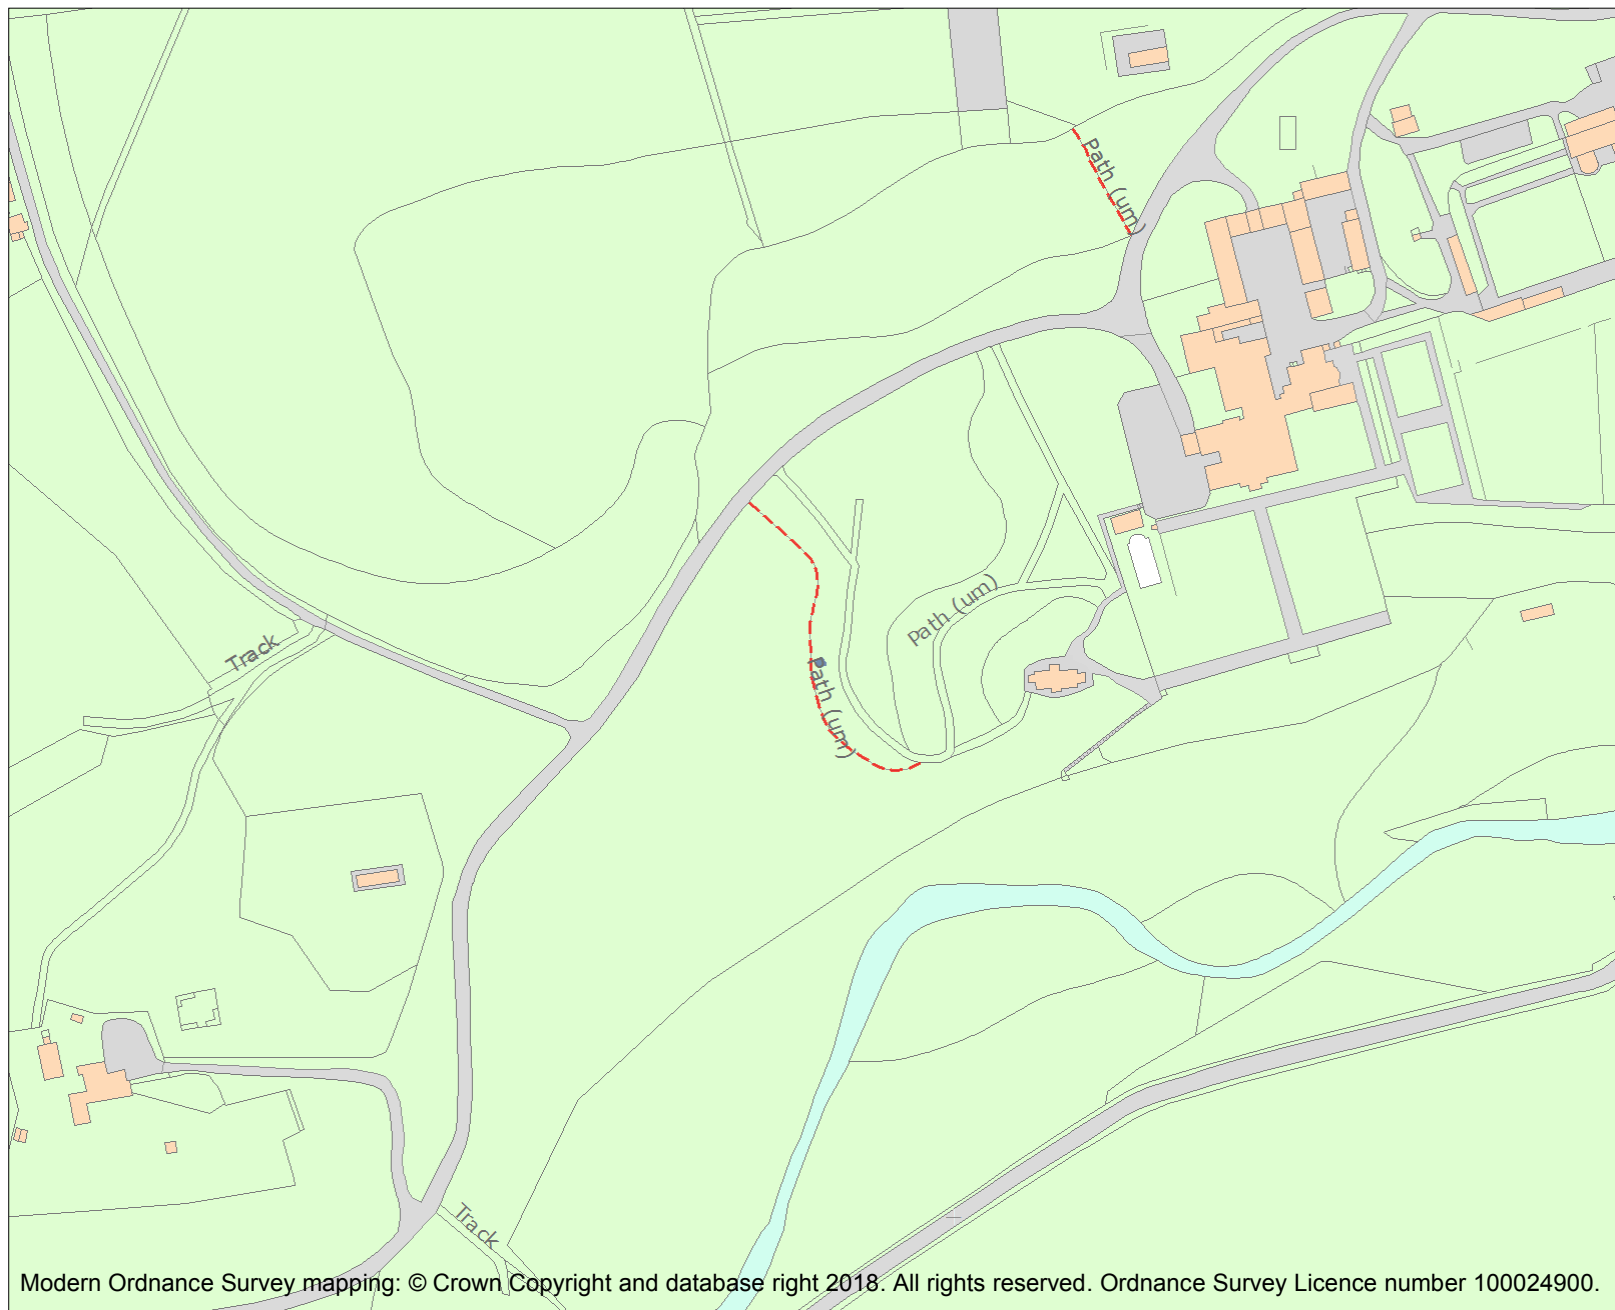 Path (um)
Path (um)
Track
Path (um)
Track
Modern Ordnance Survey mapping: © Crown Copyright and database right 2018. All rights reserved. Ordnance Survey Licence number 100024900.